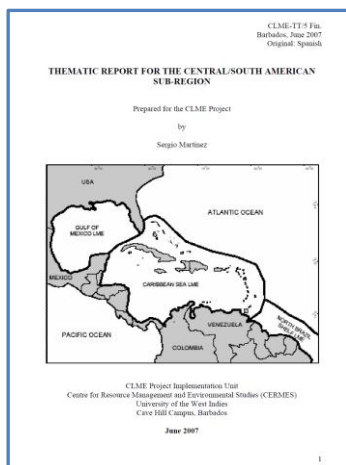 CLME-TT/5 Fin.
Barbados, June 2007
Original: Spanish
THEMATIC REPORT FOR THE CENTRAL/SOUTH AMERICAN
SUB-REGION
Prepared for the CLME Project
by
Sergio Martinez
USA
ATLANTIC OCEAN
GULF OF
MEXICO LME
MEXICO
CARIBBEAN SEA LME
PACIFIC OCEAN
VENEZUELA
COLOMBIA
NORTH BRAZIL
SHELF LME
CLME Project Implementation Unit
Centre for Resource Management and Environmental Studies (CERMES)
University of the West Indies
Cave Hill Campus, Barbados
June 2007
1